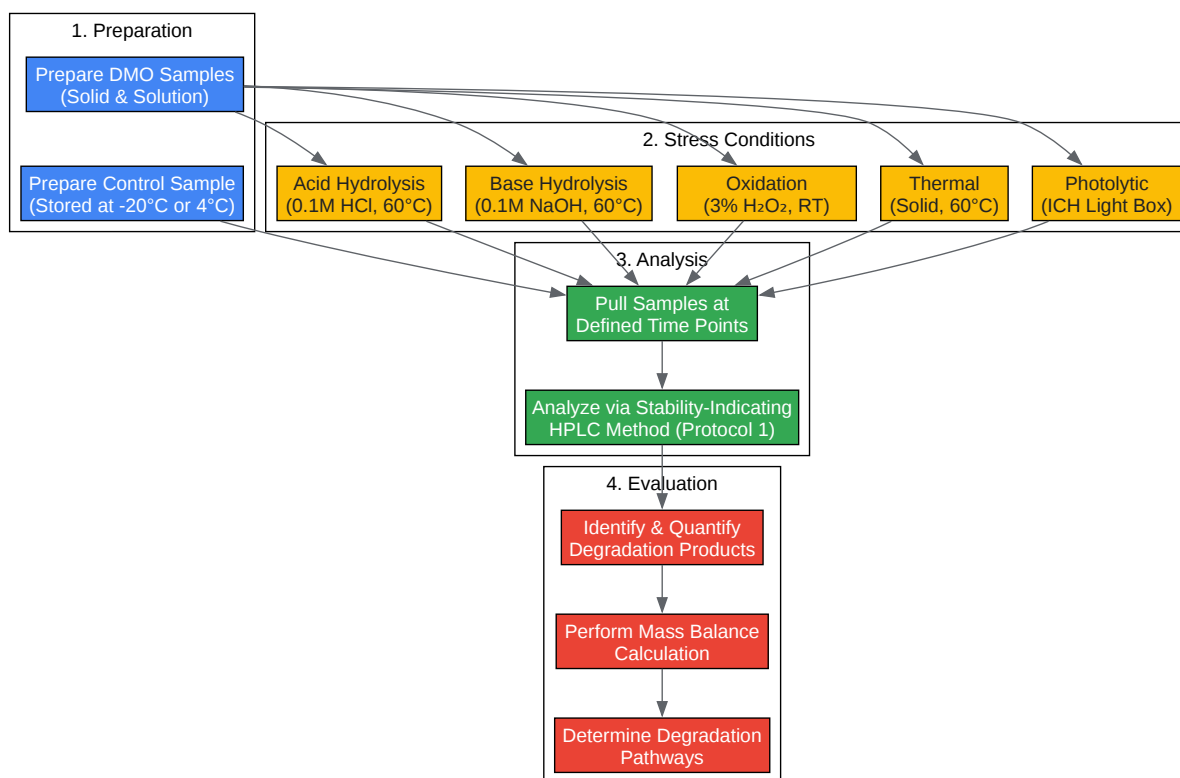 1. Preparation
Prepare DMO Samples
(Solid & Solution)
Prepare Control Sample
(Stored at -20°C or 4°C)
2. Stress Conditions
Acid Hydrolysis
(0.1M HCl, 60°C)
Base Hydrolysis
(0.1M NaOH, 60°C)
Oxidation
(3% H₂O₂, RT)
Thermal
(Solid, 60°C)
Photolytic
(ICH Light Box)
3. Analysis
Pull Samples at
Defined Time Points
Analyze via Stability-Indicating
HPLC Method (Protocol 1)
4. Evaluation
Identify & Quantify
Degradation Products
Perform Mass Balance
Calculation
Determine Degradation
Pathways